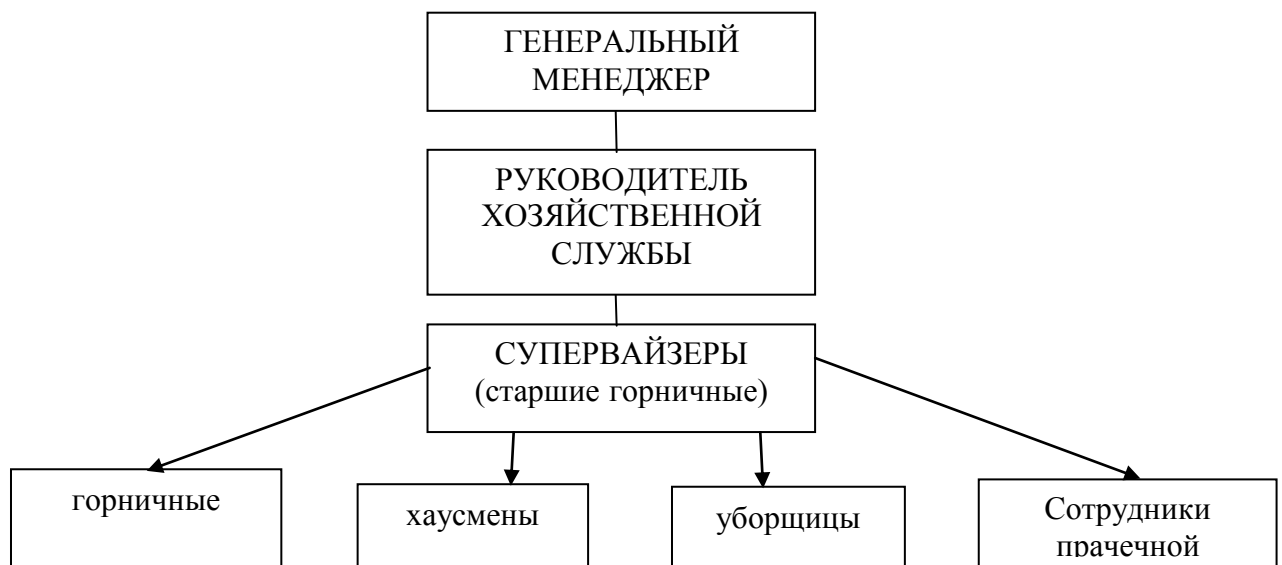 ГЕНЕРАЛЬНЫЙ
МЕНЕДЖЕР
РУКОВОДИТЕЛЬ
ХОЗЯЙСТВЕННОЙ
СЛУЖБЫ
СУПЕРВАЙЗЕРЫ
(старшие горничные)
горничные
хаусмены
уборщицы
Сотрудники
прачечной